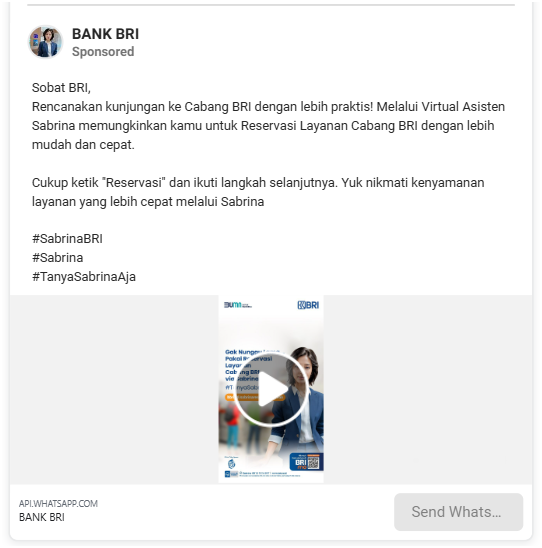 BANK BRI
Sponsored
Sobat BRI,
Rencanakan kunjungan ke Cabang BRI dengan lebih praktis! Melalui Virtual Asisten
Sabrina memungkinkan kamu untuk Reservasi Layanan Cabang BRI dengan lebih
mudah dan cepat.
Cukup ketik "Reservasi" dan ikuti langkah selanjutnya. Yuk nikmati kenyamanan
layanan yang lebih cepat melalui Sabrina
#SabrinaBRI
#Sabrina
#TanyaSabrinaAja
BUMN
BRI
Gak
Pakai Reservasi
Layanan
Cabang BRI
via Sabrina
BRI
API.WHATSAPP.COM
BANK BRI
Send Whats...